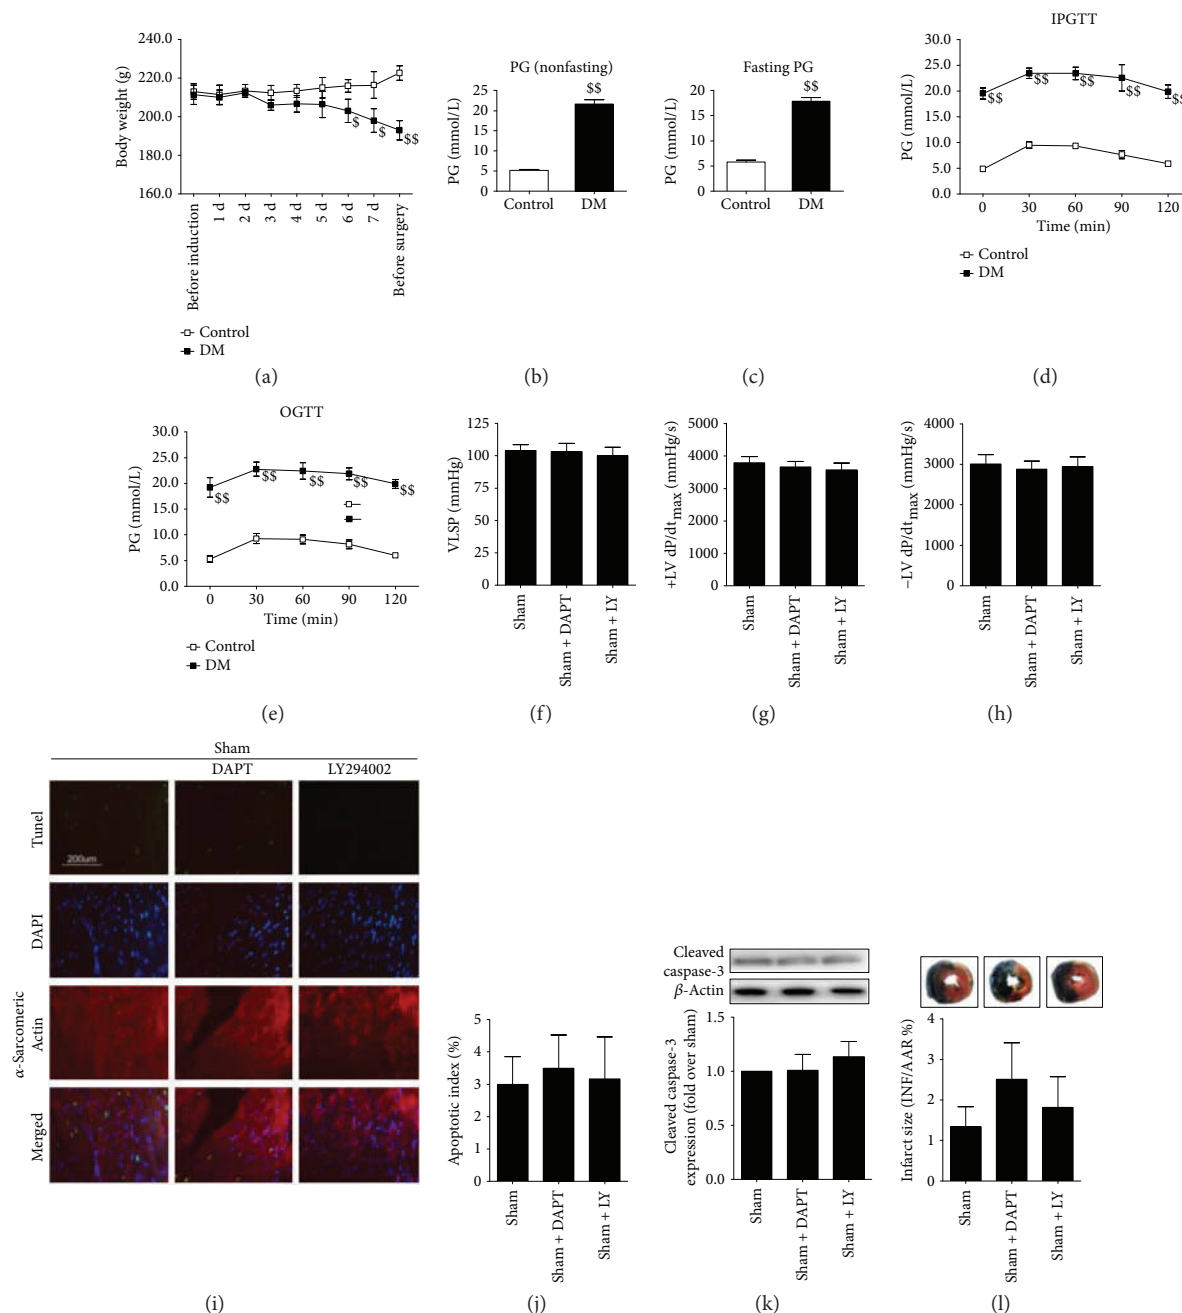 240.0
220.0
200.0
180.0
160.0
Body weight (g)
Before induction
1 d
2 d
3 d
4 d
5 d
6 d
7 d
Before surgery
$
$
$$
Control
DM
(a)
PG (nonfasting)
25
20
15
10
5
0
PG (mmol/L)
$$
Control DM
(b)
Fasting PG
20
15
10
5
0
PG (mmol/L)
$$
Control DM
(c)
IPGTT
30.0
25.0
20.0
15.0
10.0
5.0
0.0
PG (mmol/L)
$$
$$
$$
$$
$$
0 30 60 90 120
Time (min)
Control
DM
(d)
OGTT
30.0
25.0
20.0
15.0
10.0
5.0
0.0
PG (mmol/L)
$$
$$
$$
$$
$$
0 30 60 90 120
Time (min)
Control
DM
(e)
125
100
75
50
25
0
VLSP (mmHg)
Sham
Sham + DAPT
Sham + LY
(f)
5000
4000
3000
2000
1000
0
+LV dP/dtmax (mmHg/s)
Sham
Sham + DAPT
Sham + LY
(g)
4000
3000
2000
1000
0
−LV dP/dtmax (mmHg/s)
Sham
Sham + DAPT
Sham + LY
(h)
Sham
DAPT LY294002
Tunel
200um
DAPI
α-Sarcomeric
Actin
Merged
(i)
5
4
3
2
1
0
Apoptotic index (%)
Sham
Sham + DAPT
Sham + LY
(j)
Cleaved
caspase-3
β-Actin
1.5
1.0
0.5
0.0
Cleaved caspase-3
expression (fold over sham)
Sham
Sham + DAPT
Sham + LY
(k)
4
3
2
1
0
Infarct size (INF/AAR %)
Sham
Sham + DAPT
Sham + LY
(l)